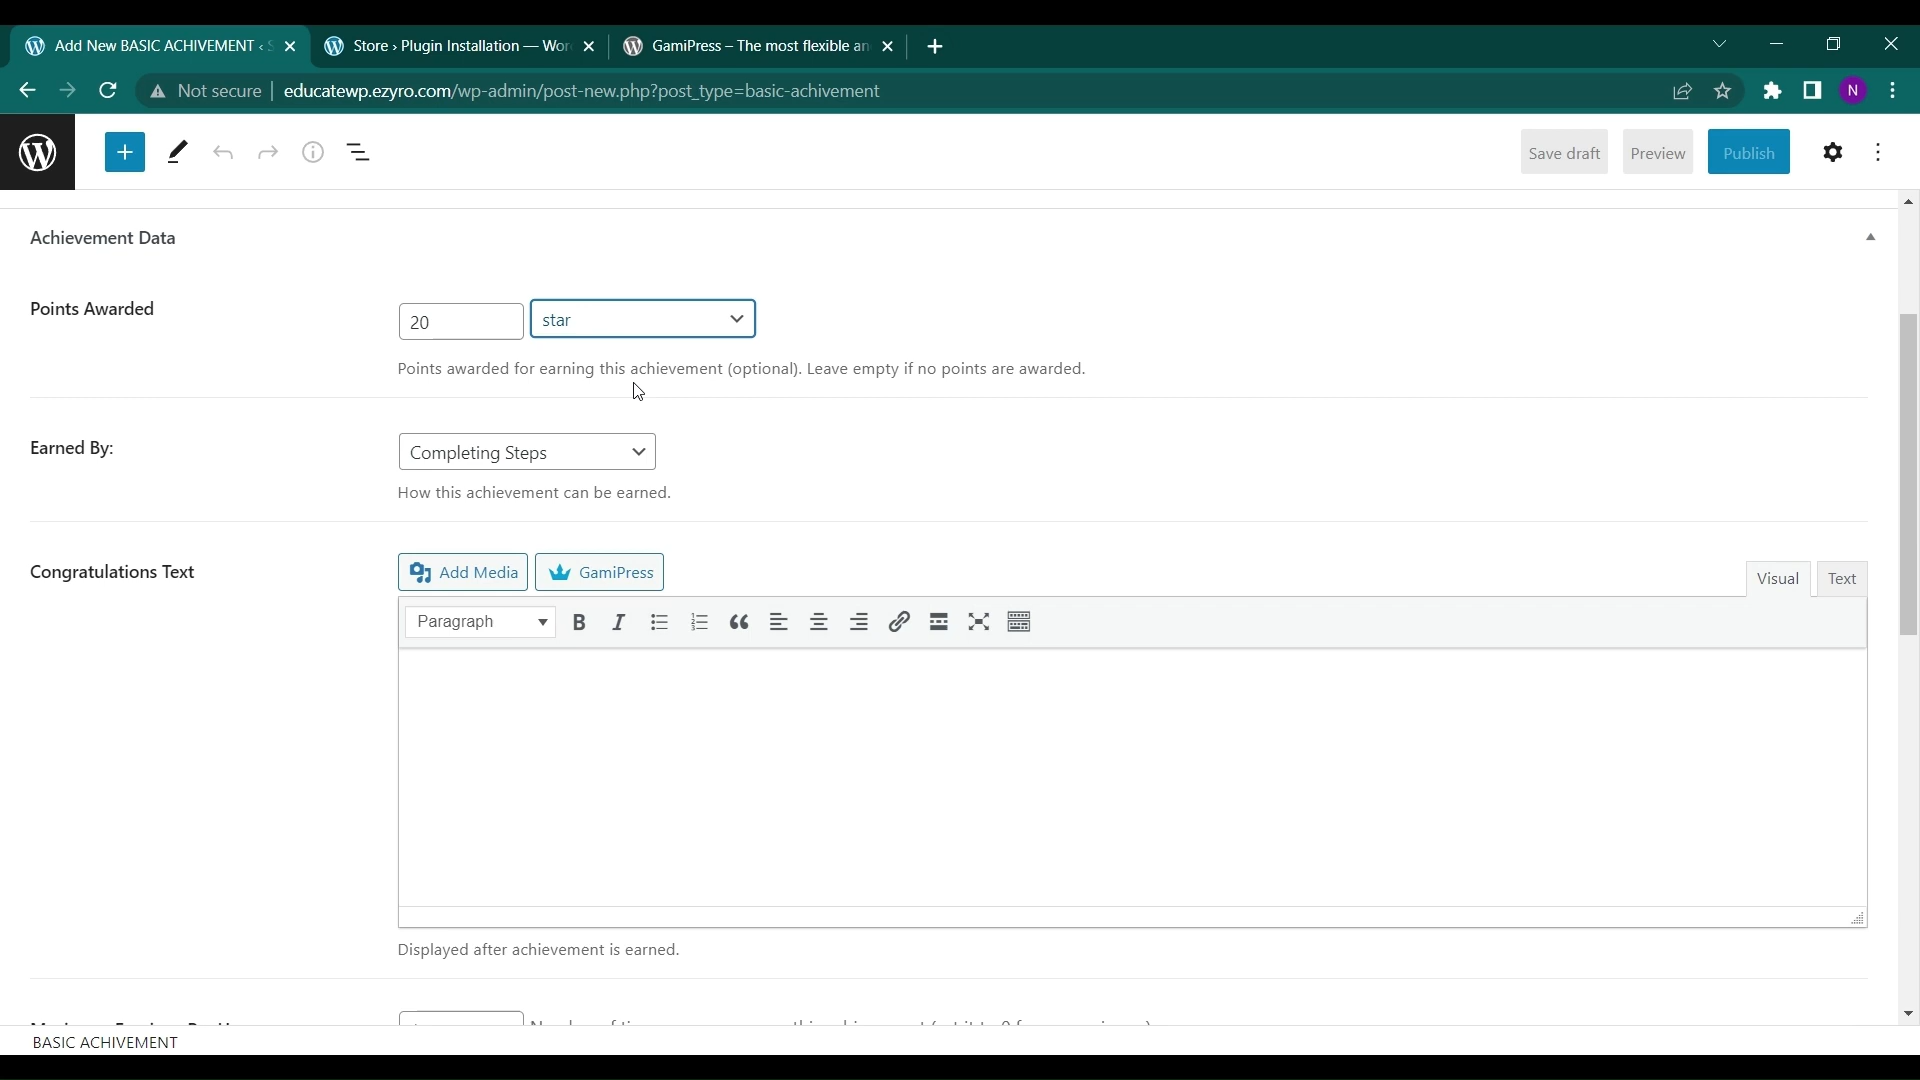 Add New BASIC ACHIVEMENT ‹ S
Store › Plugin Installation — Wor
GamiPress – The most flexible an
Not secure
educatewp.ezyro.com/wp-admin/post-new.php?post_type=basic-achivement
N
Save draft
Preview
Publish
Achievement Data
Points Awarded
20
star
Points awarded for earning this achievement (optional). Leave empty if no points are awarded.
Earned By:
Completing Steps
How this achievement can be earned.
Congratulations Text
Add Media
GamiPress
Visual
Text
Paragraph
Displayed after achievement is earned.
BASIC ACHIVEMENT